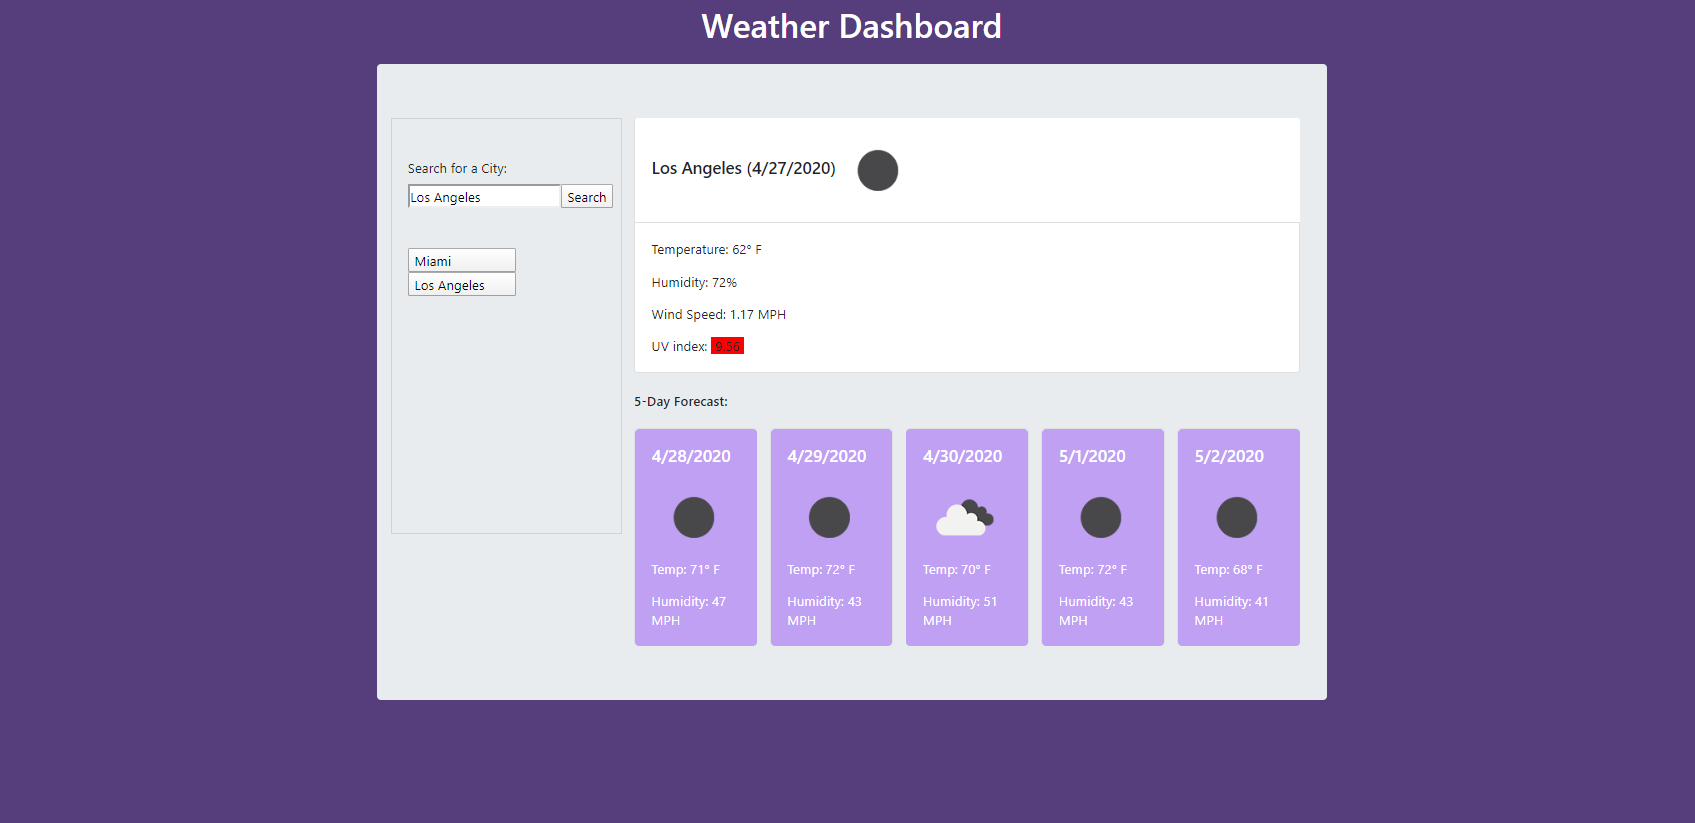 Weather Dashboard
Search for a City:
Los Angeles Search
Miami
Los Angeles
Los Angeles (4/27/2020)
Temperature: 62° F
Humidity: 72%
Wind Speed: 1.17 MPH
UV index: 9.56
5-Day Forecast:
4/28/2020
Temp: 71° F
Humidity: 47
MPH
4/29/2020
Temp: 72° F
Humidity: 43
MPH
4/30/2020
Temp: 70° F
Humidity: 51
MPH
5/1/2020
Temp: 72° F
Humidity: 43
MPH
5/2/2020
Temp: 68° F
Humidity: 41
MPH